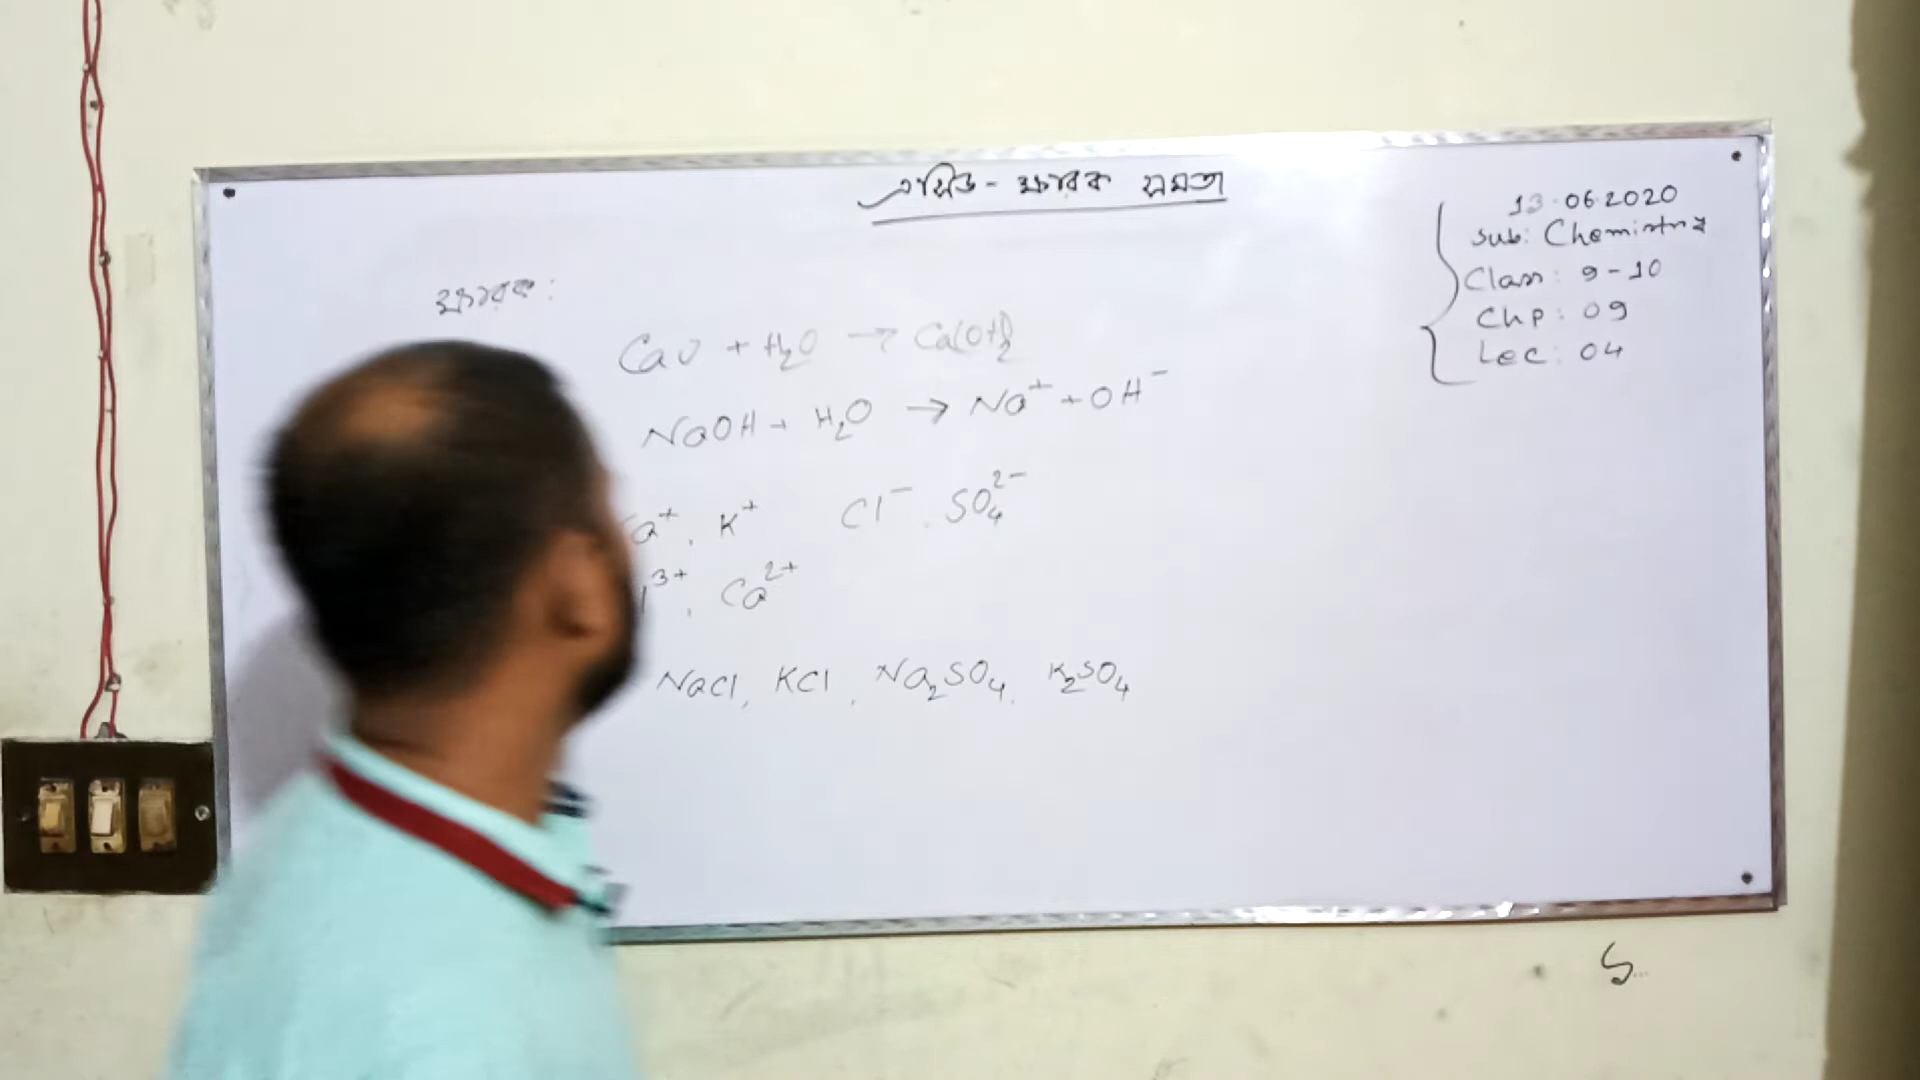 এসিড - ক্ষারক সমতা
13.06.2020
Sub: Chemistry
Class: 9-10
Chp: 09
Lec: 04
ক্ষারক:
CaO + H₂O → Ca(OH)₂
NaOH + H₂O → Na⁺ + OH⁻
K⁺ Cl⁻, SO₄²⁻
³⁺, Ca²⁺
NaCl, KCl, Na₂SO₄, K₂SO₄
S